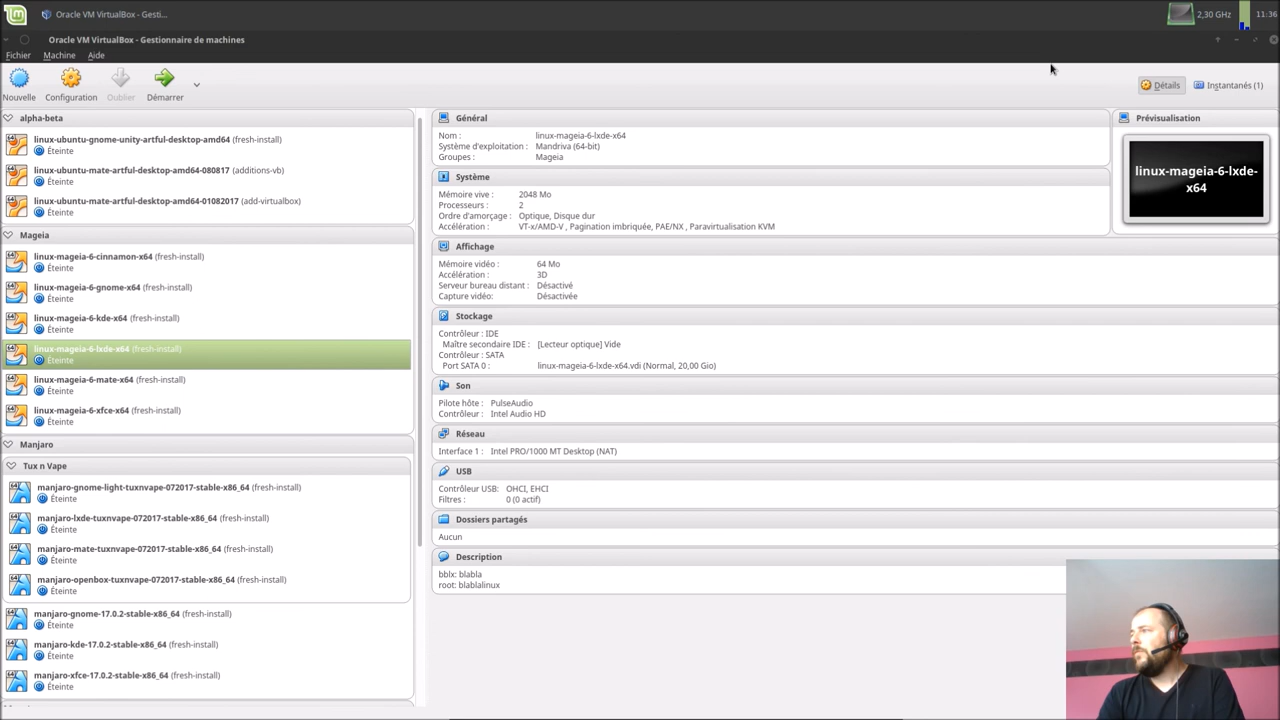 Oracle VM VirtualBox - Gesti...
2,30 GHz
11:36
Oracle VM VirtualBox - Gestionnaire de machines
Fichier Machine Aide
Nouvelle Configuration Oublier Démarrer
Détails Instantanés (1)
alpha-beta
linux-ubuntu-gnome-unity-artful-desktop-amd64 (fresh-install)
Éteinte
linux-ubuntu-mate-artful-desktop-amd64-080817 (additions-vb)
Éteinte
linux-ubuntu-mate-artful-desktop-amd64-01082017 (add-virtualbox)
Éteinte
Mageia
linux-mageia-6-cinnamon-x64 (fresh-install)
Éteinte
linux-mageia-6-gnome-x64 (fresh-install)
Éteinte
linux-mageia-6-kde-x64 (fresh-install)
Éteinte
linux-mageia-6-lxde-x64 (fresh-install)
Éteinte
linux-mageia-6-mate-x64 (fresh-install)
Éteinte
linux-mageia-6-xfce-x64 (fresh-install)
Éteinte
Manjaro
Tux n Vape
manjaro-gnome-light-tuxnvape-072017-stable-x86_64 (fresh-install)
Éteinte
manjaro-lxde-tuxnvape-072017-stable-x86_64 (fresh-install)
Éteinte
manjaro-mate-tuxnvape-072017-stable-x86_64 (fresh-install)
Éteinte
manjaro-openbox-tuxnvape-072017-stable-x86_64 (fresh-install)
Éteinte
manjaro-gnome-17.0.2-stable-x86_64 (fresh-install)
Éteinte
manjaro-kde-17.0.2-stable-x86_64 (fresh-install)
Éteinte
manjaro-xfce-17.0.2-stable-x86_64 (fresh-install)
Éteinte
Général
Nom : linux-mageia-6-lxde-x64
Système d'exploitation : Mandriva (64-bit)
Groupes : Mageia
Système
Mémoire vive : 2048 Mo
Processeurs : 2
Ordre d'amorçage : Optique, Disque dur
Accélération : VT-x/AMD-V , Pagination imbriquée, PAE/NX , Paravirtualisation KVM
Affichage
Mémoire vidéo : 64 Mo
Accélération : 3D
Serveur bureau distant : Désactivé
Capture vidéo: Désactivée
Stockage
Contrôleur : IDE
Maître secondaire IDE : [Lecteur optique] Vide
Contrôleur : SATA
Port SATA 0 : linux-mageia-6-lxde-x64.vdi (Normal, 20,00 Gio)
Son
Pilote hôte : PulseAudio
Contrôleur : Intel Audio HD
Réseau
Interface 1 : Intel PRO/1000 MT Desktop (NAT)
USB
Contrôleur USB: OHCI, EHCI
Filtres : 0 (0 actif)
Dossiers partagés
Aucun
Description
bblx: blabla
root: blablalinux
Prévisualisation
linux-mageia-6-lxde-
x64